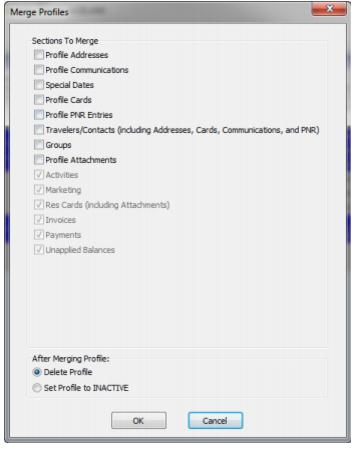 Merge Profiles
Sections To Merge
Profile Addresses
Profile Communications
Special Dates
Profile Cards
Profile PNR Entries
Travelers/Contacts (including Addresses, Cards, Communications, and PNR)
Groups
Profile Attachments
Activities
Marketing
Res Cards (including Attachments)
Invoices
Payments
Unapplied Balances
After Merging Profile:
Delete Profile
Set Profile to INACTIVE
OK Cancel